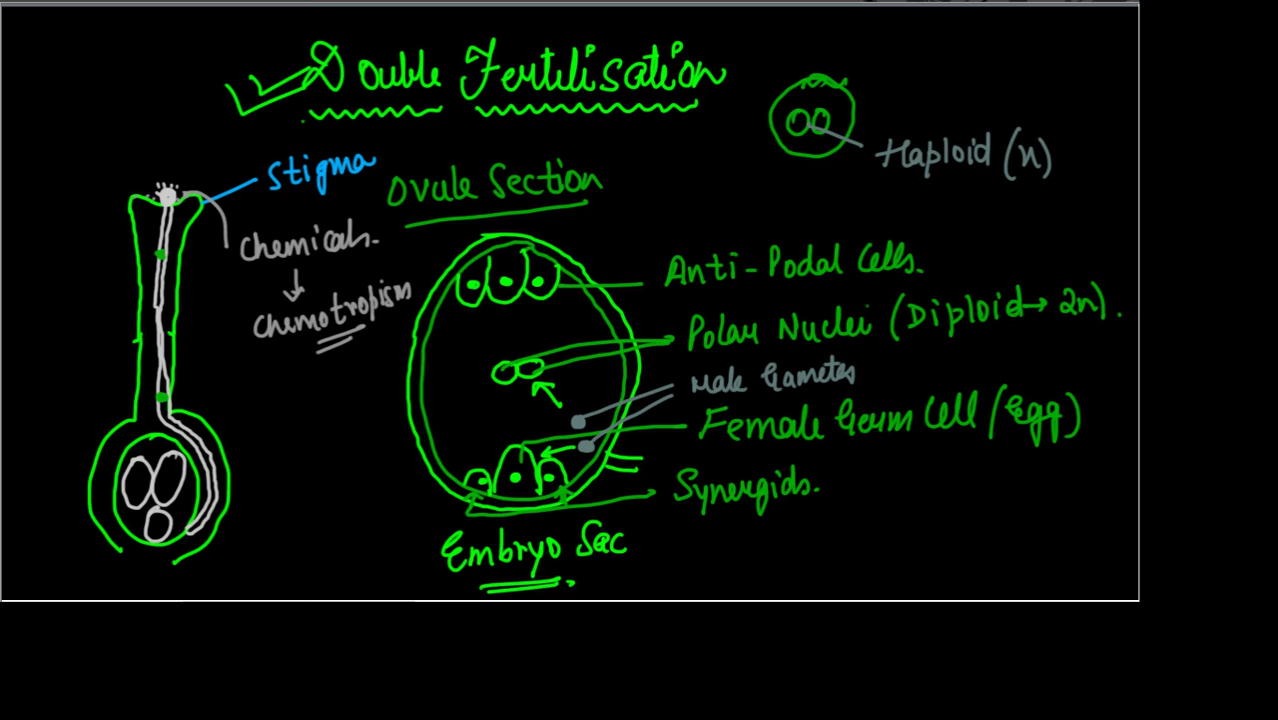 Double Fertilisation
Haploid (n)
Stigma
Ovule Section
Chemicals.
Chemotropism
Anti-Podal Cells.
Polar Nuclei (Diploid→ 2n).
Male Gametes
Female Germ Cell (Egg)
Synergids.
Embryo Sac